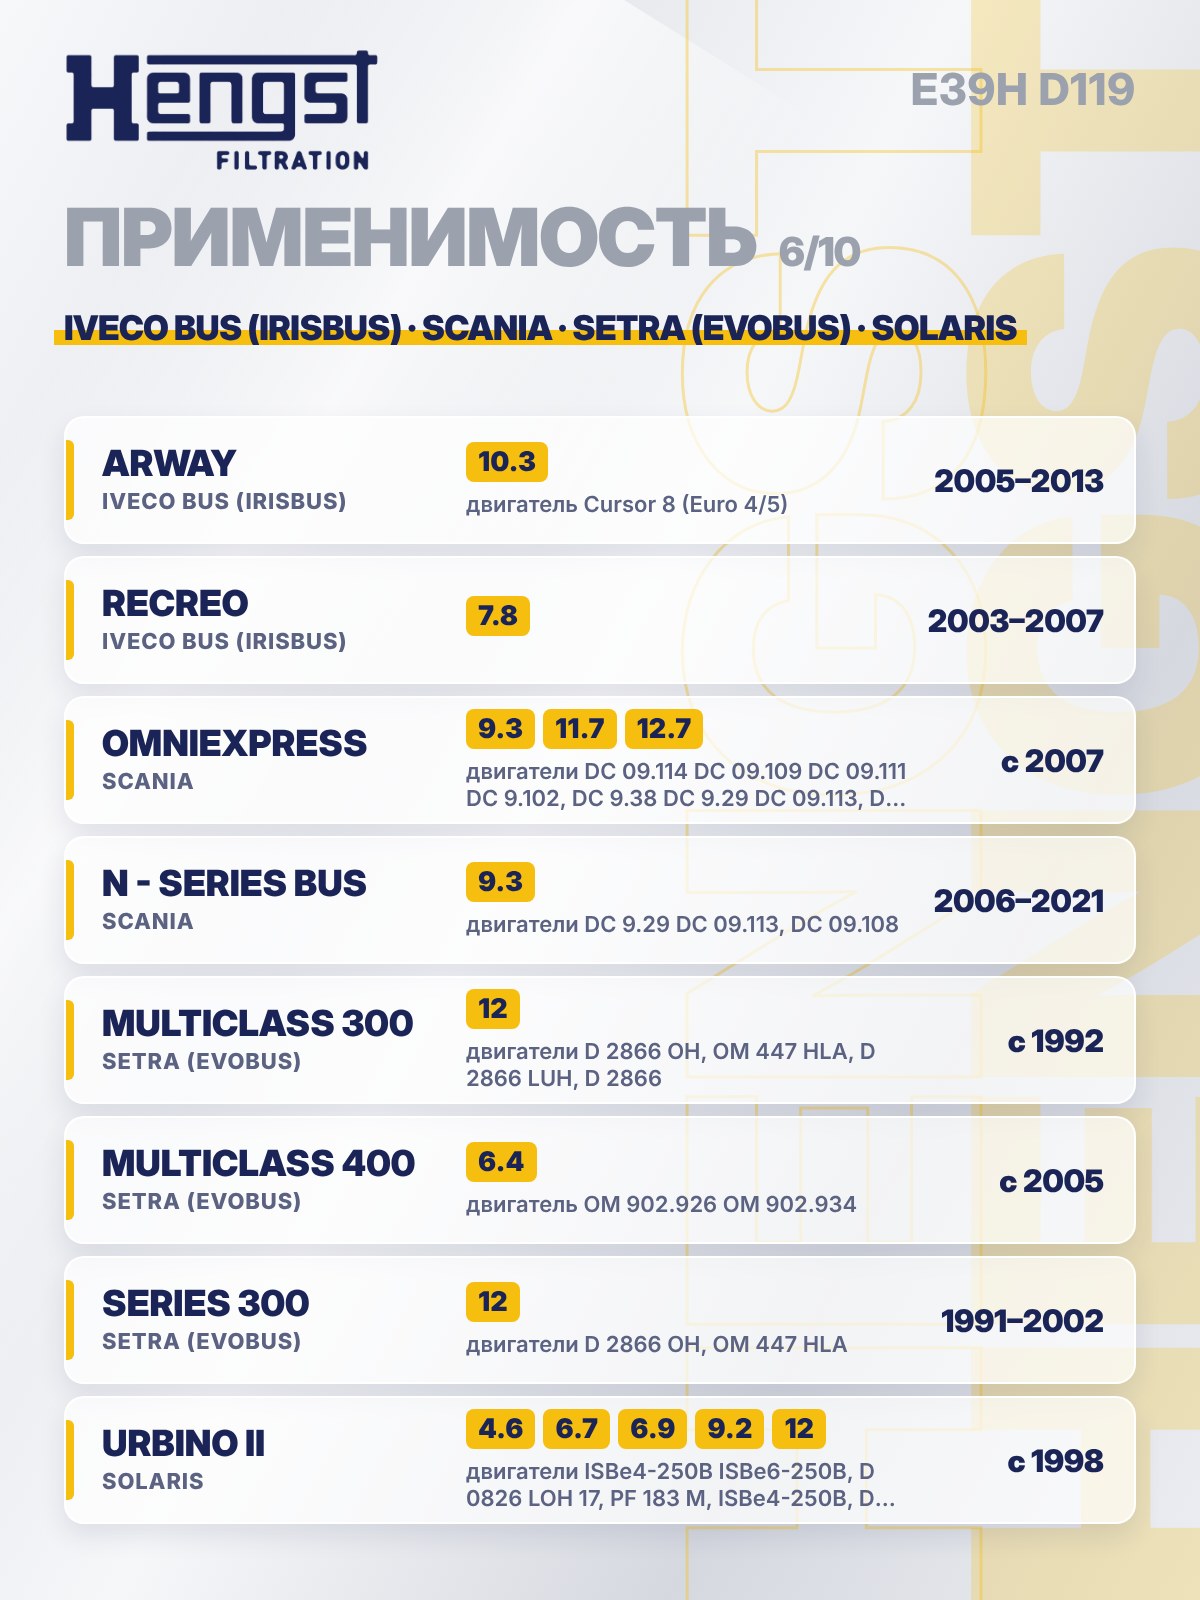 Hengst
FILTRATION
E39H D119
ПРИМЕНИМОСТЬ 6/10
IVECO BUS (IRISBUS) · SCANIA · SETRA (EVOBUS) · SOLARIS
ARWAY
IVECO BUS (IRISBUS)
10.3
двигатель Cursor 8 (Euro 4/5)
2005–2013
RECREO
IVECO BUS (IRISBUS)
7.8
2003–2007
OMNIEXPRESS
SCANIA
9.3 11.7 12.7
двигатели DC 09.114 DC 09.109 DC 09.111
DC 9.102, DC 9.38 DC 9.29 DC 09.113, D...
с 2007
N - SERIES BUS
SCANIA
9.3
двигатели DC 9.29 DC 09.113, DC 09.108
2006–2021
MULTICLASS 300
SETRA (EVOBUS)
12
двигатели D 2866 OH, OM 447 HLA, D
2866 LUH, D 2866
с 1992
MULTICLASS 400
SETRA (EVOBUS)
6.4
двигатель OM 902.926 OM 902.934
с 2005
SERIES 300
SETRA (EVOBUS)
12
двигатели D 2866 OH, OM 447 HLA
1991–2002
URBINO II
SOLARIS
4.6 6.7 6.9 9.2 12
двигатели ISBe4-250B ISBe6-250B, D
0826 LOH 17, PF 183 M, ISBe4-250B, D...
с 1998
HENGST